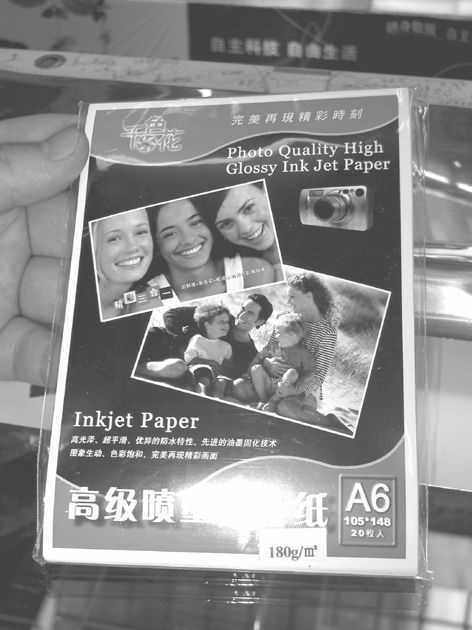 自主科技 自由生活
完美再现精彩時刻
Photo Quality High
Glossy Ink Jet Paper
Inkjet Paper
高光泽、超平滑、优异的防水特性、先进的油墨固化技术
图象生动、色彩饱和、完美再现精彩画面
高级喷 纸
A6
105*148
20枚入
180g/m²